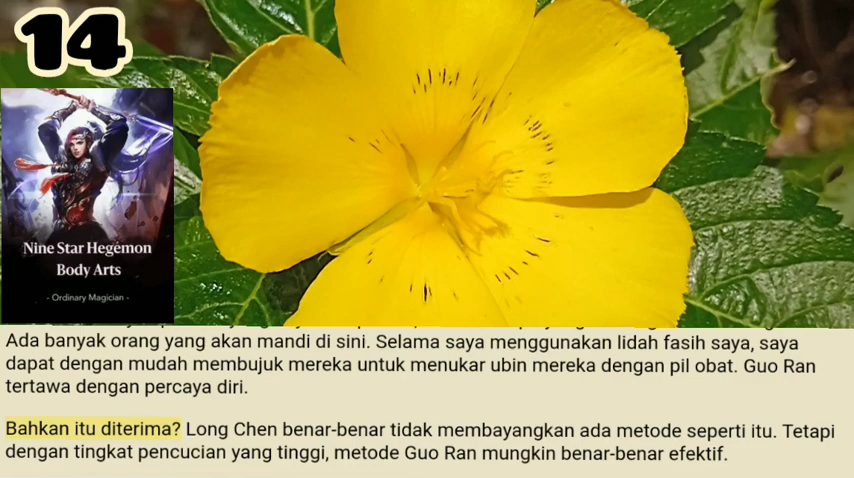 14
Nine Star Hegemon
Body Arts
- Ordinary Magician -
Ada banyak orang yang akan mandi di sini. Selama saya menggunakan lidah fasih saya, saya
dapat dengan mudah membujuk mereka untuk menukar ubin mereka dengan pil obat. Guo Ran
tertawa dengan percaya diri.
Bahkan itu diterima? Long Chen benar-benar tidak membayangkan ada metode seperti itu. Tetapi
dengan tingkat pencucian yang tinggi, metode Guo Ran mungkin benar-benar efektif.